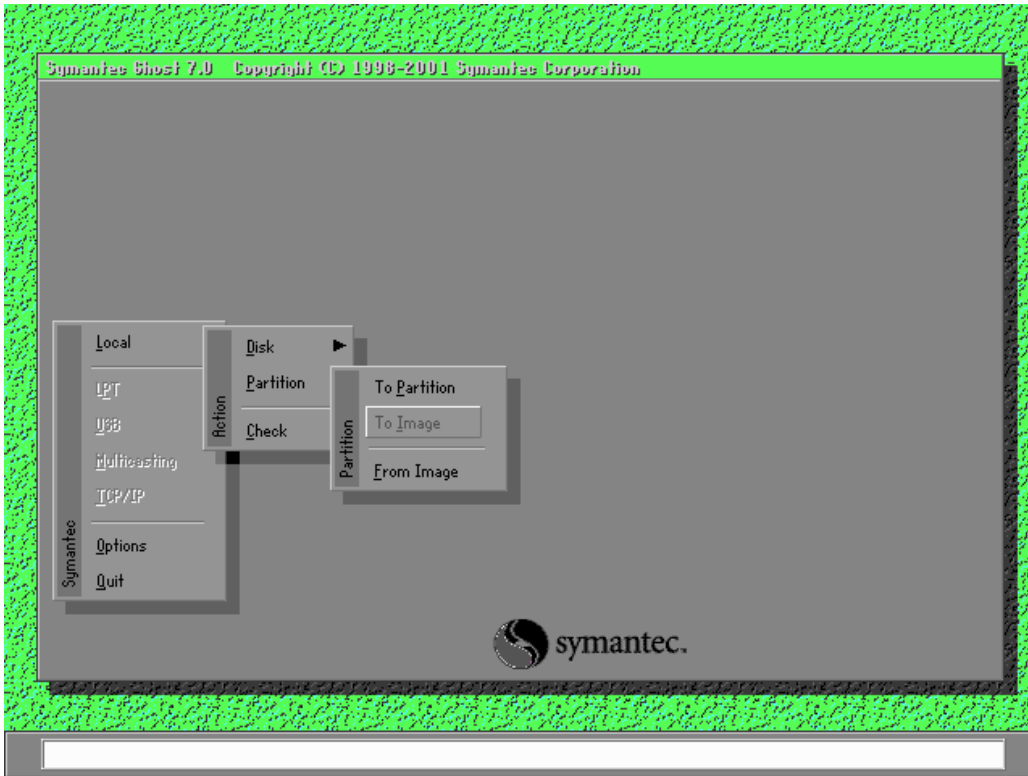 Symantec Ghost 7.0   Copyright (C) 1998-2001 Symantec Corporation
Local
LPT
USB
Multicasting
TCP/IP
Options
Quit
Symantec
Disk
Partition
Check
Action
To Partition
To Image
From Image
Partition
symantec.